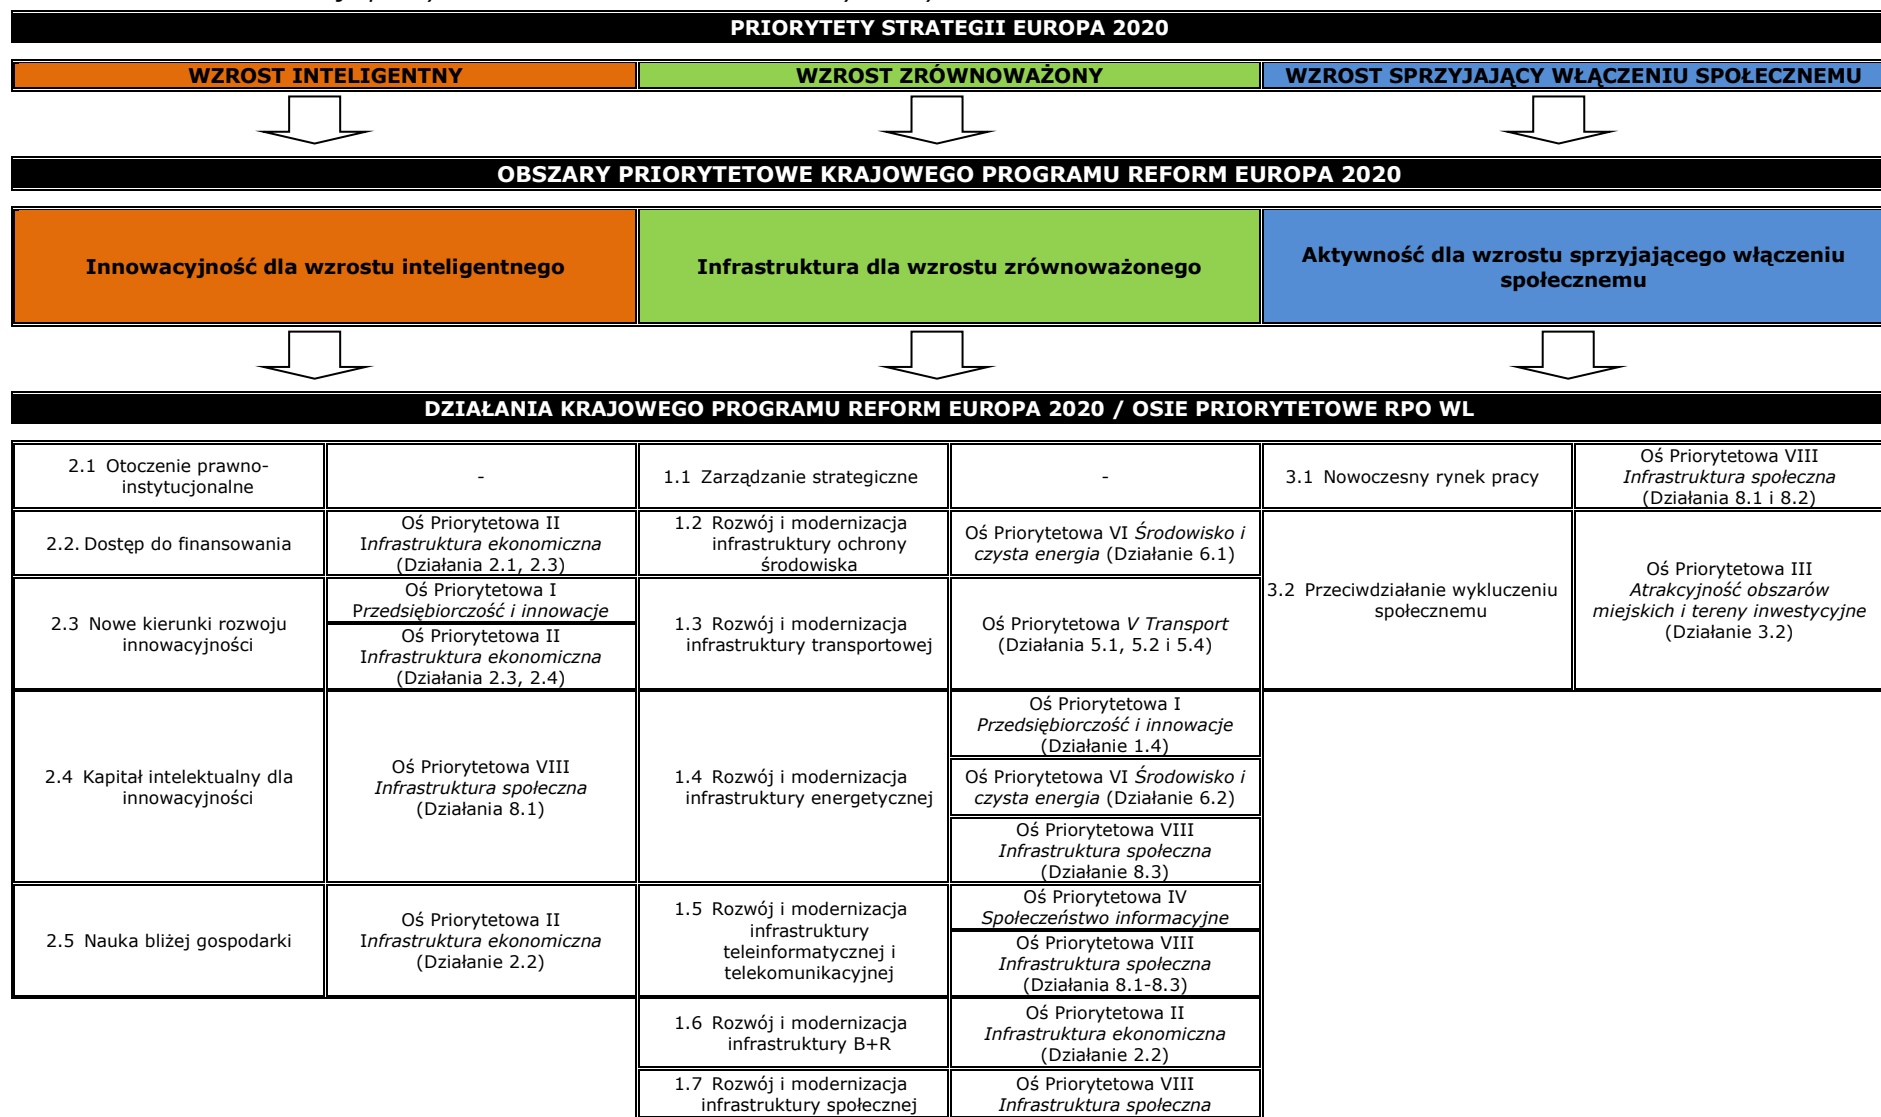 PRIORYTETY STRATEGII EUROPA 2020
WZROST INTELIGENTNY
WZROST ZRÓWNOWAŻONY
WZROST SPRZYJAJĄCY WŁĄCZENIU SPOŁECZNEMU
OBSZARY PRIORYTETOWE KRAJOWEGO PROGRAMU REFORM EUROPA 2020
Innowacyjność dla wzrostu inteligentnego
Infrastruktura dla wzrostu zrównoważonego
Aktywność dla wzrostu sprzyjającego włączeniu
społecznemu
DZIAŁANIA KRAJOWEGO PROGRAMU REFORM EUROPA 2020 / OSIE PRIORYTETOWE RPO WL
2.1 Otoczenie prawno-
instytucjonalne
-
2.2. Dostęp do finansowania
Oś Priorytetowa II
Infrastruktura ekonomiczna
(Działania 2.1, 2.3)
2.3 Nowe kierunki rozwoju
innowacyjności
Oś Priorytetowa I
Przedsiębiorczość i innowacje
Oś Priorytetowa II
Infrastruktura ekonomiczna
(Działania 2.3, 2.4)
2.4 Kapitał intelektualny dla
innowacyjności
Oś Priorytetowa VIII
Infrastruktura społeczna
(Działania 8.1)
2.5 Nauka bliżej gospodarki
Oś Priorytetowa II
Infrastruktura ekonomiczna
(Działanie 2.2)
1.1 Zarządzanie strategiczne
-
1.2 Rozwój i modernizacja
infrastruktury ochrony
środowiska
Oś Priorytetowa VI Środowisko i
czysta energia (Działanie 6.1)
1.3 Rozwój i modernizacja
infrastruktury transportowej
Oś Priorytetowa V Transport
(Działania 5.1, 5.2 i 5.4)
1.4 Rozwój i modernizacja
infrastruktury energetycznej
Oś Priorytetowa I
Przedsiębiorczość i innowacje
(Działanie 1.4)
Oś Priorytetowa VI Środowisko i
czysta energia (Działanie 6.2)
Oś Priorytetowa VIII
Infrastruktura społeczna
(Działanie 8.3)
1.5 Rozwój i modernizacja
infrastruktury
teleinformatycznej i
telekomunikacyjnej
Oś Priorytetowa IV
Społeczeństwo informacyjne
Oś Priorytetowa VIII
Infrastruktura społeczna
(Działania 8.1-8.3)
1.6 Rozwój i modernizacja
infrastruktury B+R
Oś Priorytetowa II
Infrastruktura ekonomiczna
(Działanie 2.2)
1.7 Rozwój i modernizacja
infrastruktury społecznej
Oś Priorytetowa VIII
Infrastruktura społeczna
3.1 Nowoczesny rynek pracy
Oś Priorytetowa VIII
Infrastruktura społeczna
(Działania 8.1 i 8.2)
3.2 Przeciwdziałanie wykluczeniu
społecznemu
Oś Priorytetowa III
Atrakcyjność obszarów
miejskich i tereny inwestycyjne
(Działanie 3.2)